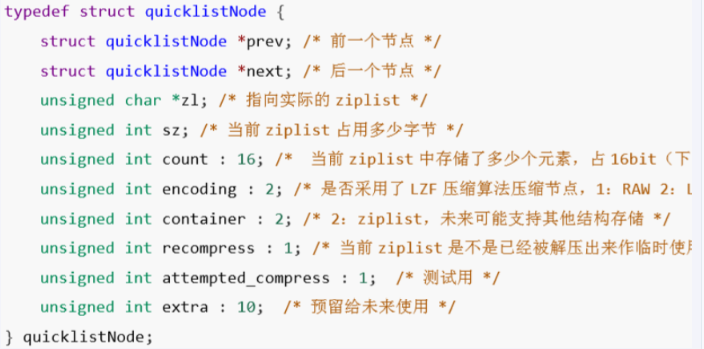 typedef struct quicklistNode {
struct quicklistNode *prev; /* 前一个节点 */
struct quicklistNode *next; /* 后一个节点 */
unsigned char *zl; /* 指向实际的 ziplist */
unsigned int sz; /* 当前 ziplist 占用多少字节 */
unsigned int count : 16; /* 当前 ziplist 中存储了多少个元素，占 16bit（下
unsigned int encoding : 2; /* 是否采用了 LZF 压缩算法压缩节点，1：RAW 2：L
unsigned int container : 2; /* 2：ziplist，未来可能支持其他结构存储 */
unsigned int recompress : 1; /* 当前 ziplist 是不是已经被解压出来作临时使用
unsigned int attempted_compress : 1; /* 测试用 */
unsigned int extra : 10; /* 预留给未来使用 */
} quicklistNode;